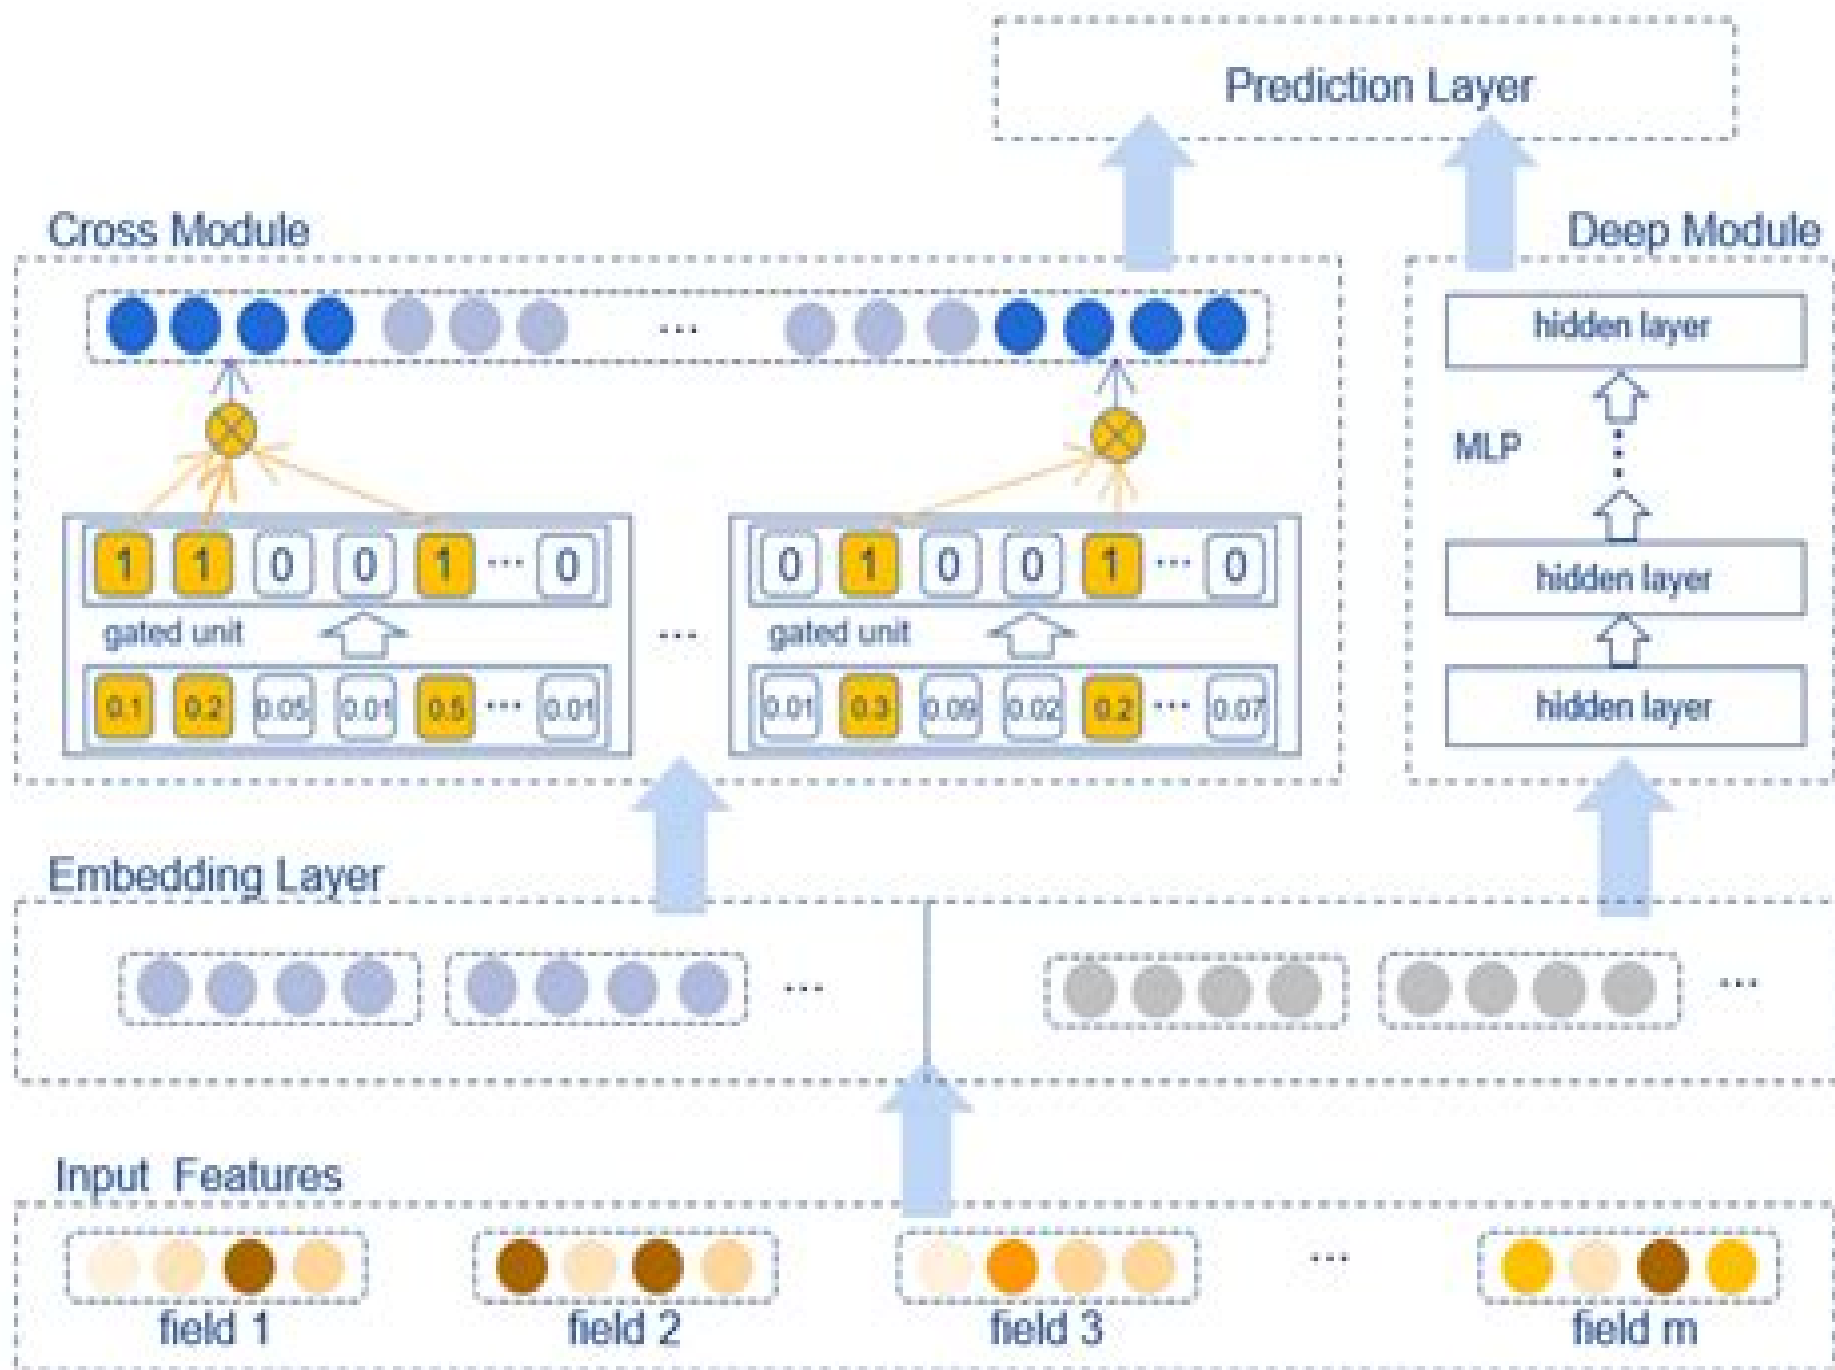 Prediction Layer
Cross Module
Deep Module
...
hidden layer
MLP
1 1 0 0 1 ... 0
0 1 0 0 1 ... 0
hidden layer
gated unit
...
gated unit
0.1 0.2 0.05 0.01 0.5 ... 0.01
0.01 0.3 0.09 0.02 0.2 ... 0.07
hidden layer
Embedding Layer
...
...
Input Features
...
field 1
field 2
field 3
field m